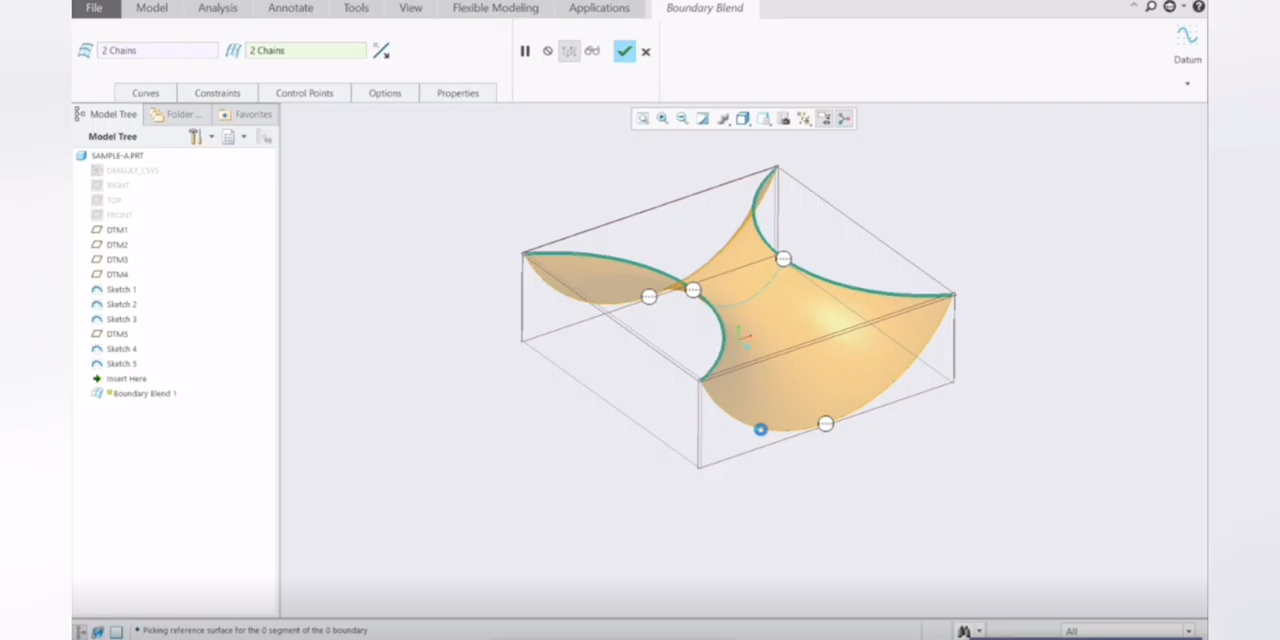 File Model Analysis Annotate Tools View Flexible Modeling Applications Boundary Blend
2 Chains 2 Chains
Datum
Curves Constraints Control Points Options Properties
Model Tree Folder ... Favorites
Model Tree
SAMPLE-A.PRT
DEFAULT_CSYS
RIGHT
TOP
FRONT
DTM1
DTM2
DTM3
DTM4
Sketch 1
Sketch 2
Sketch 3
DTM5
Sketch 4
Sketch 5
Insert Here
Boundary Blend 1
Picking reference surface for the 0 segment of the 0 boundary
All